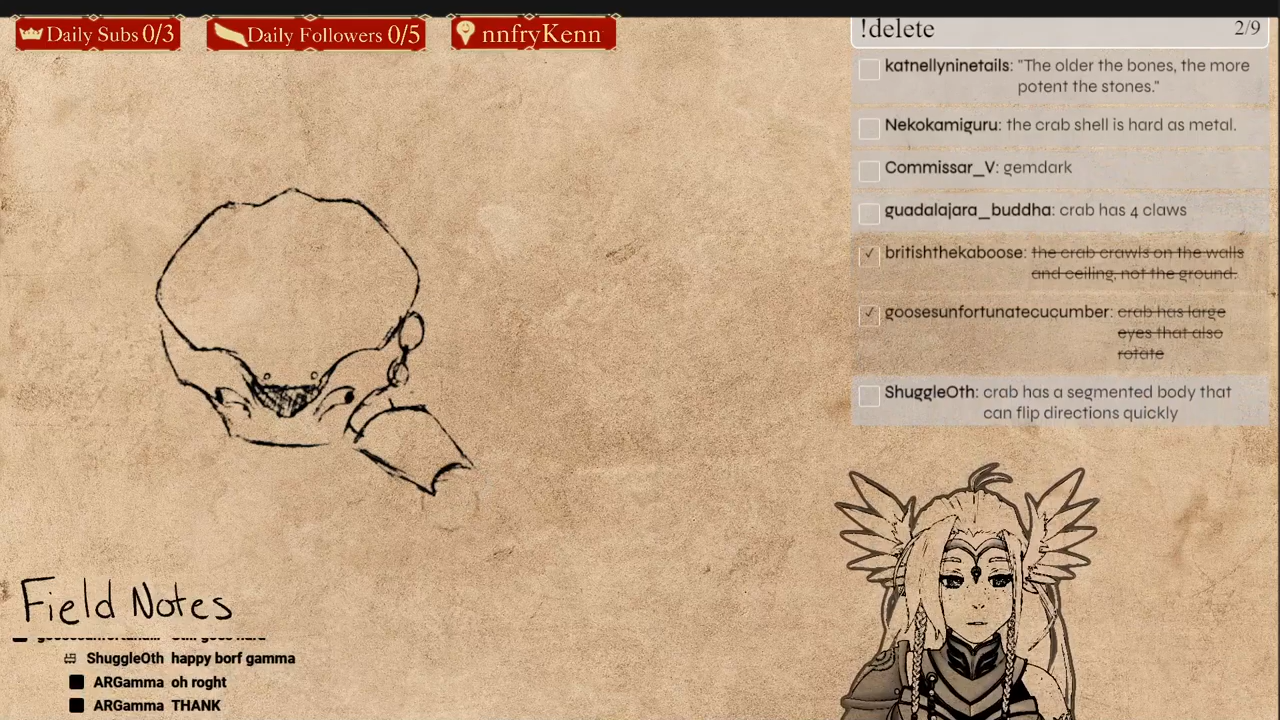 Daily Subs 0/3
Daily Followers 0/5
nnfryKenn
!delete 2/9
katnellyninetails: "The older the bones, the more
potent the stones."
Nekokamiguru: the crab shell is hard as metal.
Commissar_V: gemdark
guadalajara_buddha: crab has 4 claws
britishthekaboose: the crab crawls on the walls
and ceiling, not the ground.
goosesunfortunatecucumber: crab has large
eyes that also
rotate
ShuggleOth: crab has a segmented body that
can flip directions quickly
Field Notes
ShuggleOth happy borf gamma
ARGamma oh roght
ARGamma THANK